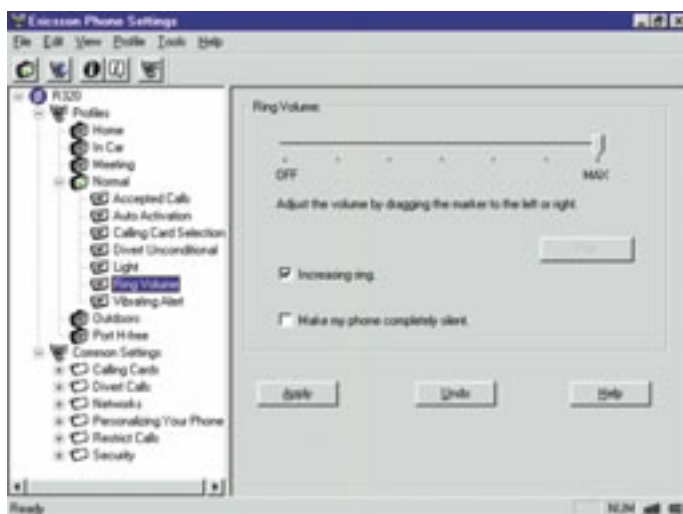 Ericsson Phone Settings
File Edit View Profile Tools Help
R320
Profiles
Home
In Car
Meeting
Normal
Accepted Calls
Auto Activation
Calling Card Selection
Divert Unconditional
Light
Ring Volume
Vibrating Alert
Outdoors
Port H-free
Common Settings
Calling Cards
Divert Calls
Networks
Personalizing Your Phone
Restrict Calls
Security
Ring Volume
OFF MAX
Adjust the volume by dragging the marker to the left or right.
Increasing ring.
Make my phone completely silent.
Apply Undo Help
Ready NUM